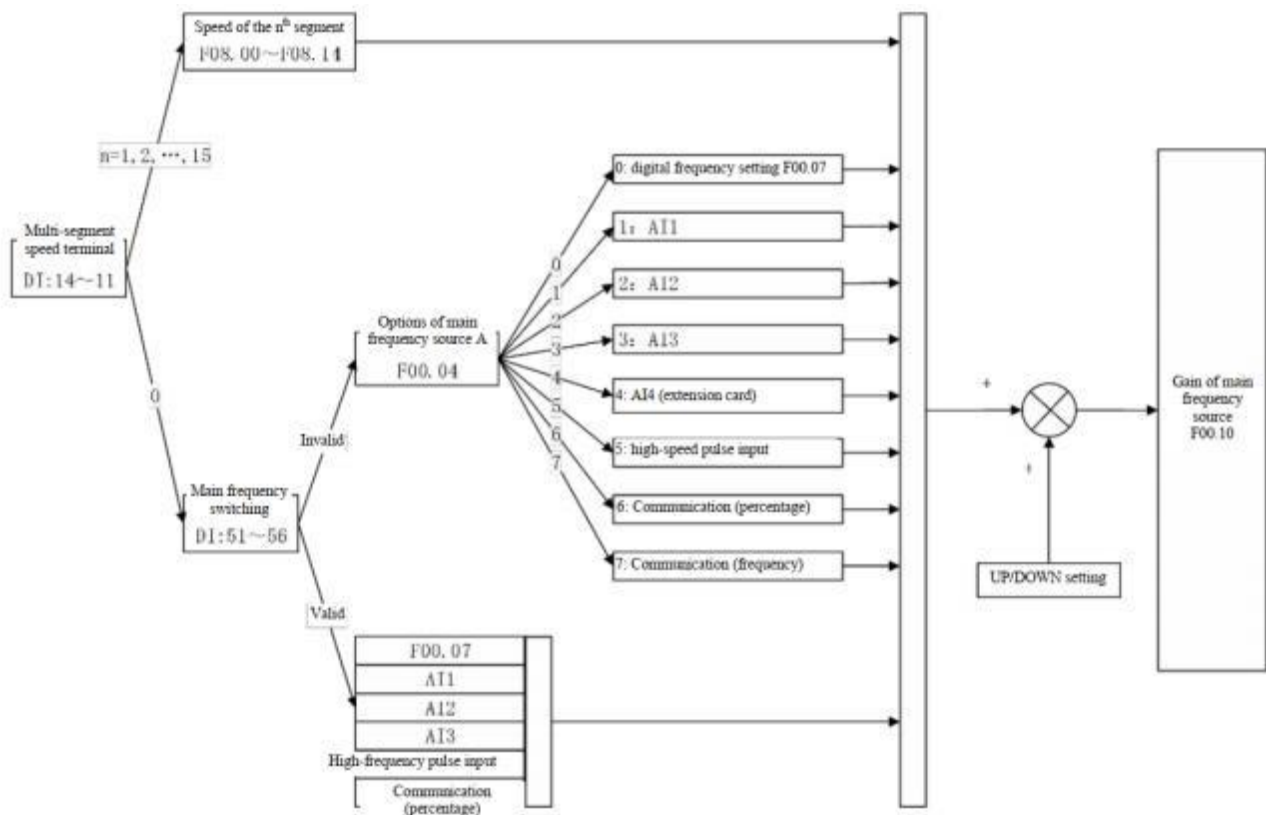 Speed of the nth segment
F08.00～F08.14
n=1, 2, ···, 15
Multi-segment
speed terminal
DI:14～11
0
Main frequency
switching
DI:51～56
Invalid
Valid
Options of main
frequency source A
F00.04
0
1
2
3
4
5
6
7
0: digital frequency setting F00.07
1: AI1
2: AI2
3: AI3
4: AI4 (extension card)
5: high-speed pulse input
6: Communication (percentage)
7: Communication (frequency)
F00.07
AI1
AI2
AI3
High-frequency pulse input
Communication
(percentage)
+
+
UP/DOWN setting
Gain of main
frequency
source
F00.10